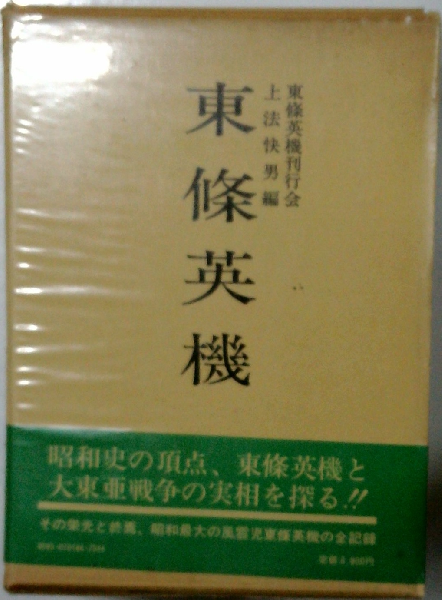 東條英機刊行会
上法快男編
東條英機
昭和史の頂点、東條英機と
大東亜戦争の実相を探る!!
その栄光と終焉、昭和最大の風雲児東條英機の全記録